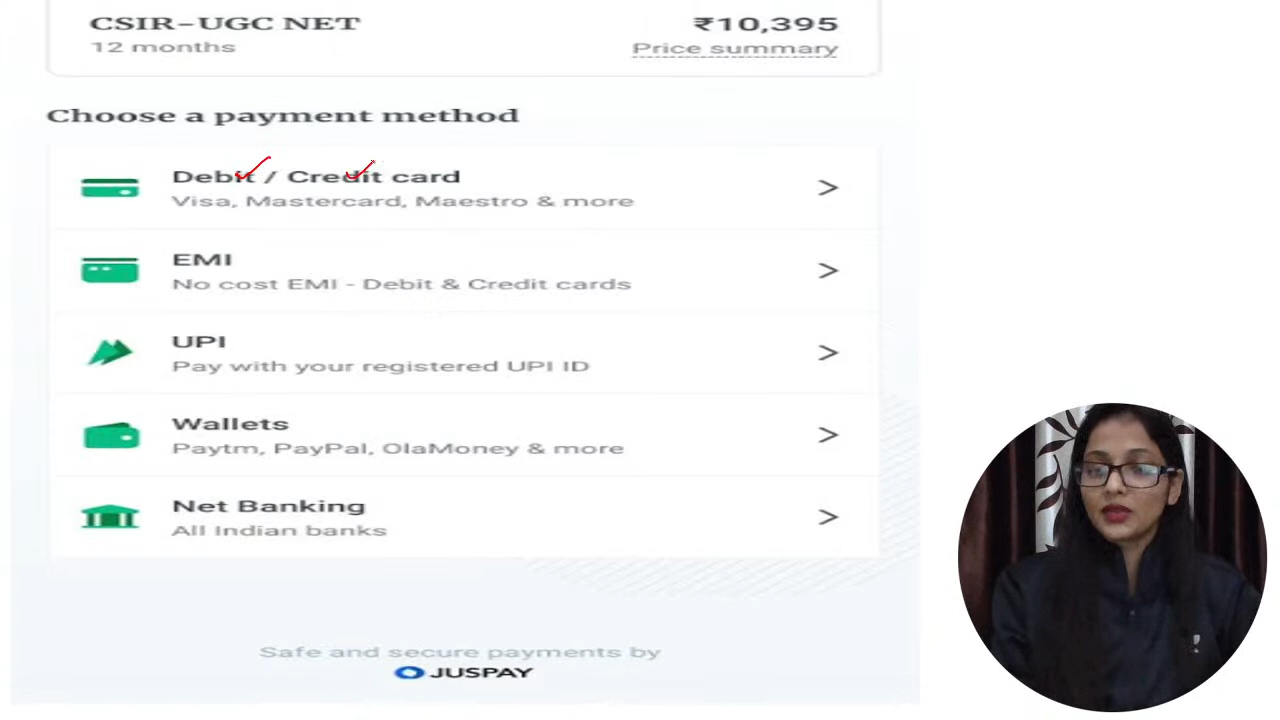 CSIR-UGC NET
₹10,395
12 months
Price summary
Choose a payment method
Debit / Credit card
Visa, Mastercard, Maestro & more
>
EMI
No cost EMI - Debit & Credit cards
>
UPI
Pay with your registered UPI ID
>
Wallets
Paytm, PayPal, OlaMoney & more
>
Net Banking
All Indian banks
>
Safe and secure payments by
JUSPAY